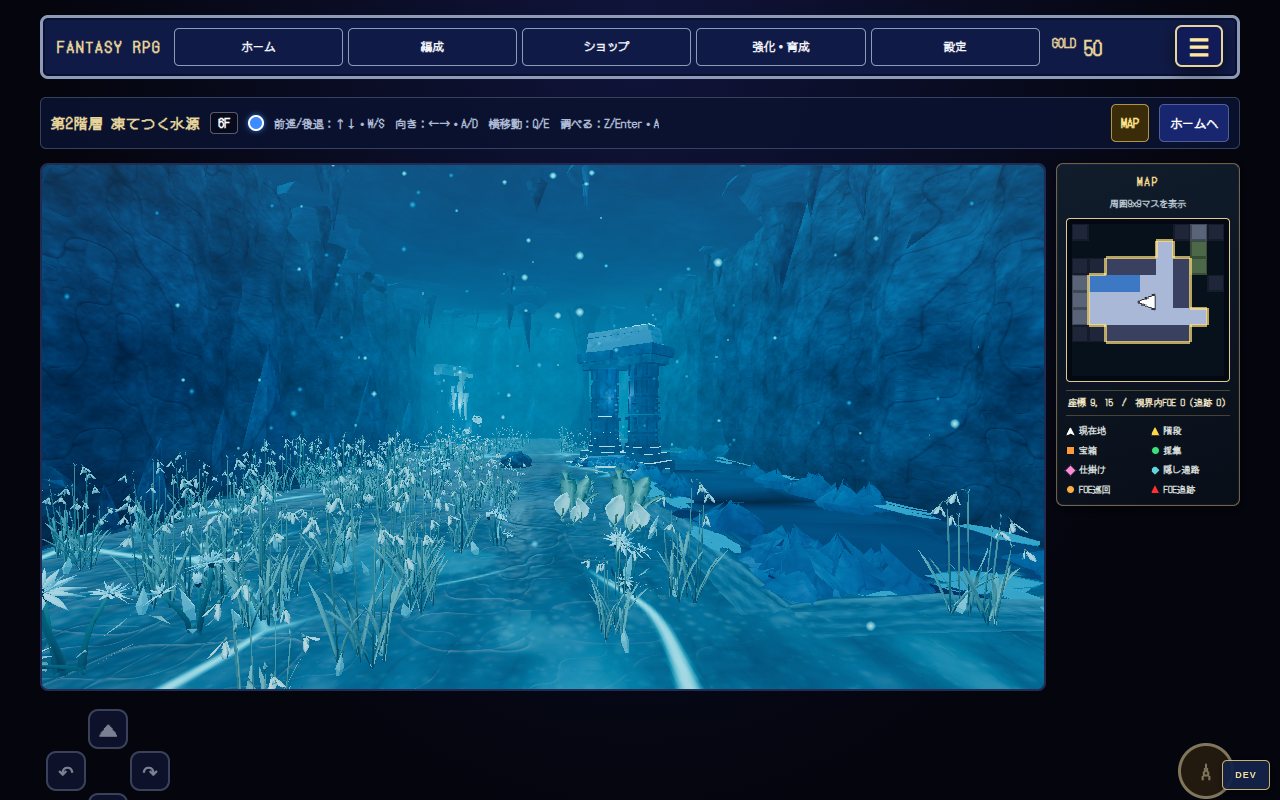 FANTASY RPG ホーム 編成 ショップ 強化・育成 設定 GOLD 50
第2階層 凍てつく水源 6F 前進/後退：↑↓・W/S 向き：←→・A/D 横移動：Q/E 調べる：Z/Enter・A MAP ホームへ
MAP
周囲9x9マスを表示
座標 9, 15 / 視界内FOE 0 (追跡 0)
現在地 階段
宝箱 採集
仕掛け 隠し通路
FOE巡回 FOE追跡
A
DEV